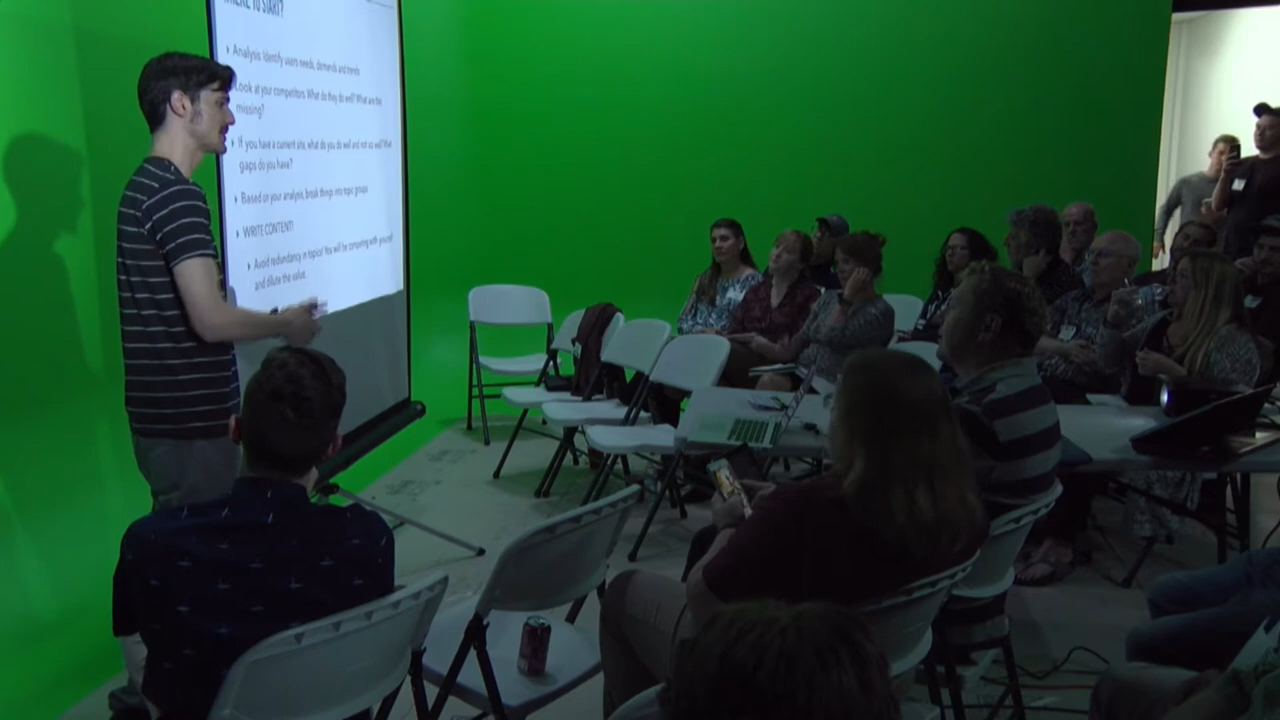 WHERE TO START?
Analysis: Identify users needs, demands and trends
Look at your competitors. What do they do well? What are they
missing?
If you have a current site, what do you do well and not so well? What
gaps do you have?
Based on your analysis, break things into topic groups
WRITE CONTENT!
Avoid redundancy in topics! You will be competing with yourself
and dilute the value.